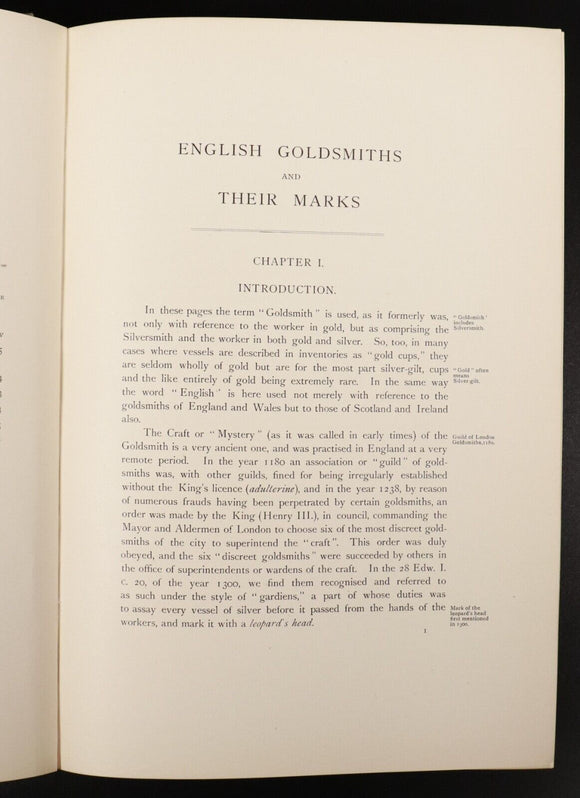 ENGLISH GOLDSMITHS
AND
THEIR MARKS
CHAPTER I.
INTRODUCTION.
In these pages the term "Goldsmith" is used, as it formerly was,
not only with reference to the worker in gold, but as comprising the
Silversmith and the worker in both gold and silver. So, too, in many
cases where vessels are described in inventories as "gold cups," they
are seldom wholly of gold but are for the most part silver-gilt, cups
and the like entirely of gold being extremely rare. In the same way
the word "English" is here used not merely with reference to the
goldsmiths of England and Wales but to those of Scotland and Ireland
also.
"Goldsmith"
includes
Silversmith.
"Gold" often
means
Silver-gilt.
The Craft or "Mystery" (as it was called in early times) of the
Goldsmith is a very ancient one, and was practised in England at a very
remote period. In the year 1180 an association or "guild" of gold-
smiths was, with other guilds, fined for being irregularly established
without the King's licence (adulterine), and in the year 1238, by reason
of numerous frauds having been perpetrated by certain goldsmiths, an
order was made by the King (Henry III.), in council, commanding the
Mayor and Aldermen of London to choose six of the most discreet gold-
smiths of the city to superintend the "craft". This order was duly
obeyed, and the six "discreet goldsmiths" were succeeded by others in
the office of superintendents or wardens of the craft. In the 28 Edw. I.
c. 20, of the year 1300, we find them recognised and referred to
as such under the style of "gardiens," a part of whose duties was
to assay every vessel of silver before it passed from the hands of the
workers, and mark it with a leopard's head.
Guild of London
Goldsmiths, 1180.
Mark of the
leopard's head
first mentioned
in 1300.
1